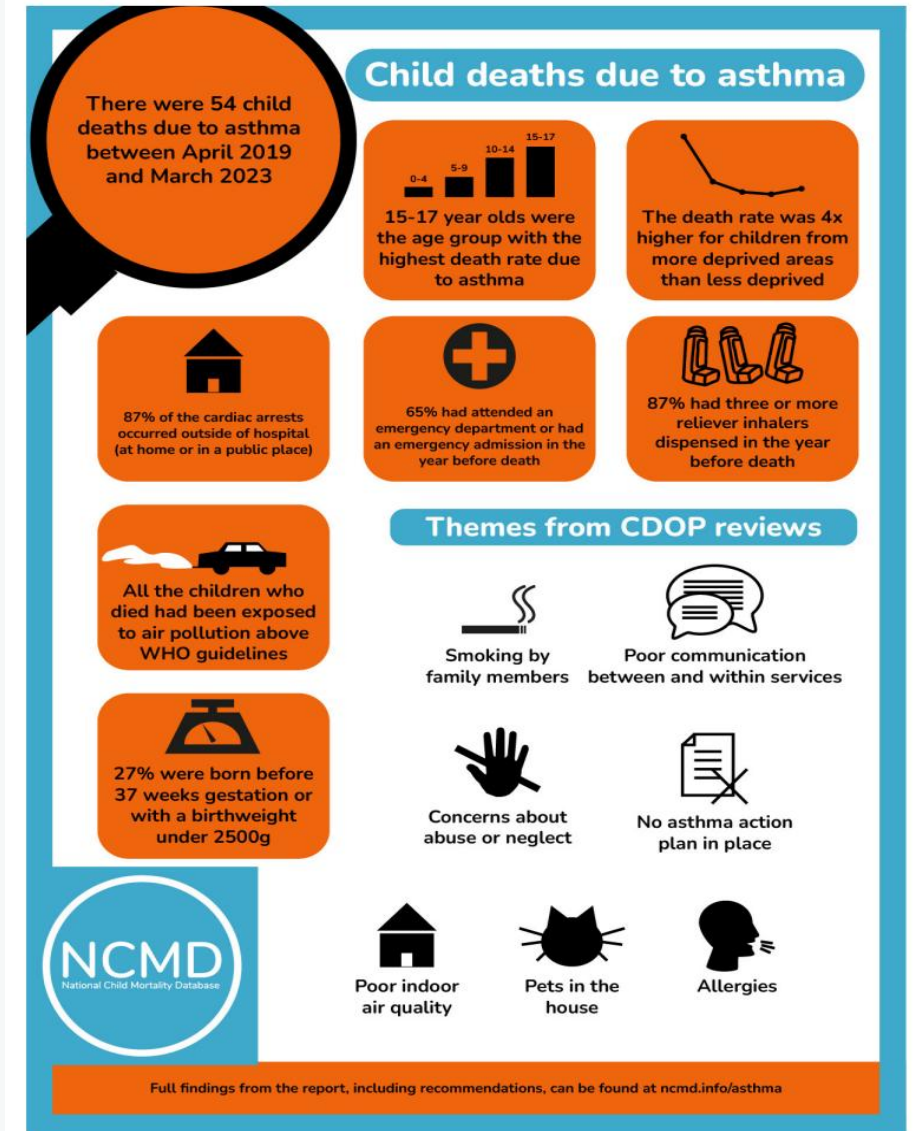 There were 54 child
deaths due to asthma
between April 2019
and March 2023
Child deaths due to asthma
0-4
5-9
10-14
15-17
15-17 year olds were
the age group with the
highest death rate due
to asthma
The death rate was 4x
higher for children from
more deprived areas
than less deprived
87% of the cardiac arrests
occurred outside of hospital
(at home or in a public place)
65% had attended an
emergency department or had
an emergency admission in the
year before death
87% had three or more
reliever inhalers
dispensed in the year
before death
All the children who
died had been exposed
to air pollution above
WHO guidelines
27% were born before
37 weeks gestation or
with a birthweight
under 2500g
Themes from CDOP reviews
Smoking by
family members
Poor communication
between and within services
Concerns about
abuse or neglect
No asthma action
plan in place
Poor indoor
air quality
Pets in the
house
Allergies
NCMD
National Child Mortality Database
Full findings from the report, including recommendations, can be found at ncmd.info/asthma